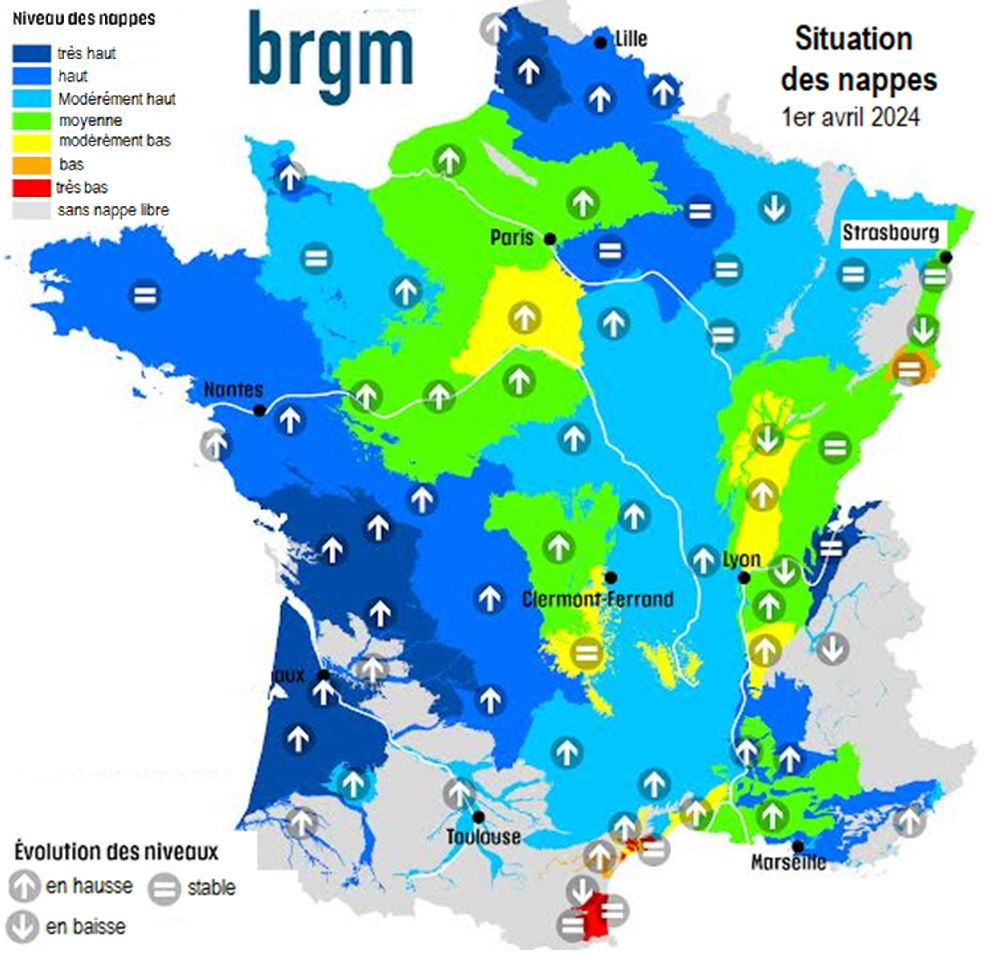 Niveau des nappes
très haut
haut
Modérément haut
moyenne
modérément bas
bas
très bas
sans nappe libre
brgm
Situation
des nappes
1er avril 2024
Lille
Paris
Strasbourg
Nantes
Lyon
Clermont-Ferrand
aux
Toulouse
Marseille
Évolution des niveaux
en hausse
stable
en baisse